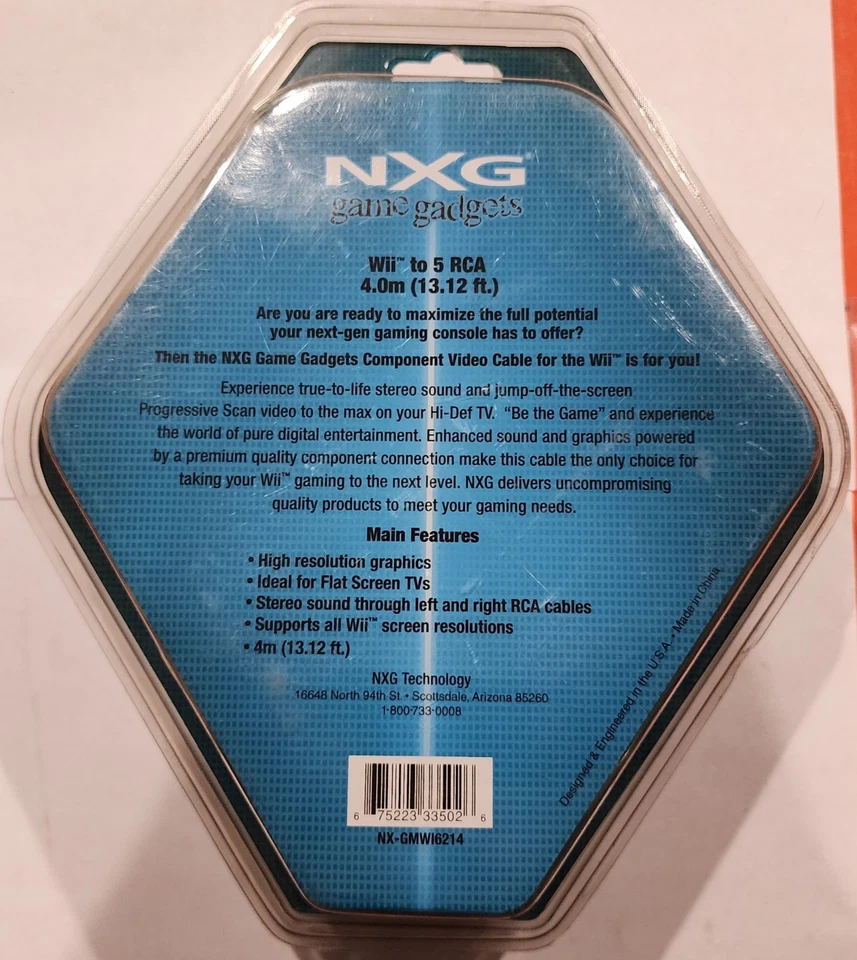 NXG®
game gadgets
Wii™ to 5 RCA
4.0m (13.12 ft.)
Are you are ready to maximize the full potential
your next-gen gaming console has to offer?
Then the NXG Game Gadgets Component Video Cable for the Wii™ is for you!
Experience true-to-life stereo sound and jump-off-the-screen
Progressive Scan video to the max on your Hi-Def TV. "Be the Game" and experience
the world of pure digital entertainment. Enhanced sound and graphics powered
by a premium quality component connection make this cable the only choice for
taking your Wii™ gaming to the next level. NXG delivers uncompromising
quality products to meet your gaming needs.
Main Features
• High resolution graphics
• Ideal for Flat Screen TVs
• Stereo sound through left and right RCA cables
• Supports all Wii™ screen resolutions
• 4m (13.12 ft.)
NXG Technology
16648 North 94th St. • Scottsdale, Arizona 85260
1-800-733-0008
Designed & Engineered in the U.S.A. • Made in China
6 75223 33502 6
NX-GMWI6214